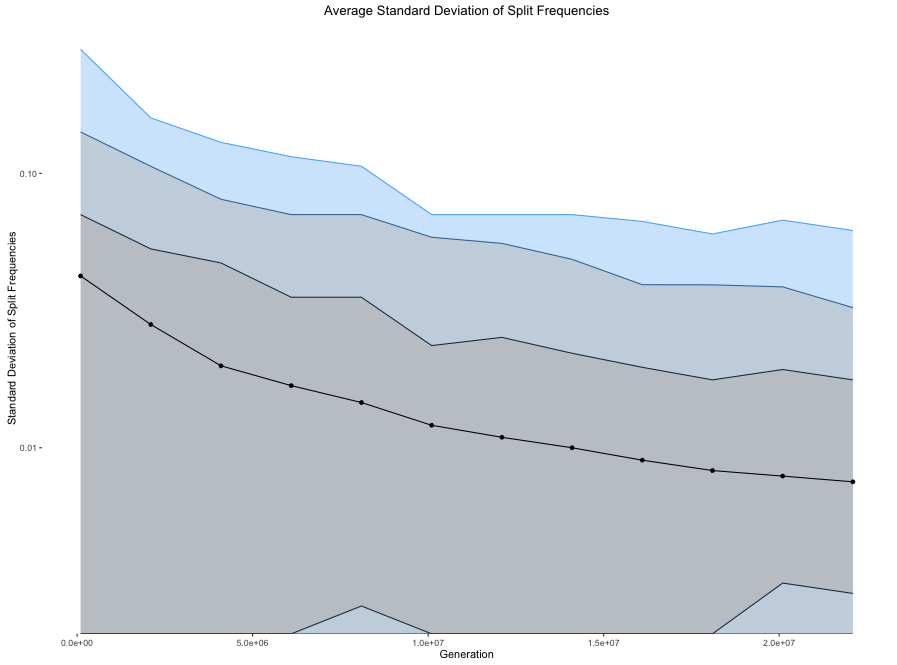 Average Standard Deviation of Split Frequencies
Standard Deviation of Split Frequencies
0.10
0.01
0.0e+00 5.0e+06 1.0e+07 1.5e+07 2.0e+07
Generation